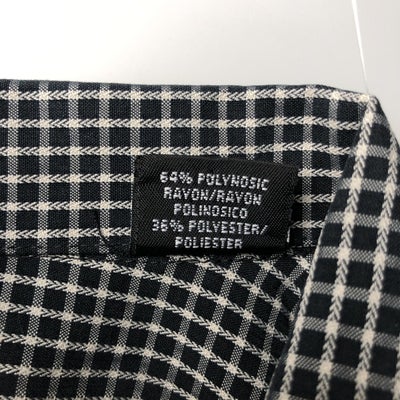 64% POLYNOSIC
RAYON/RAYON
POLINOSICO
36% POLYESTER/
POLIESTER